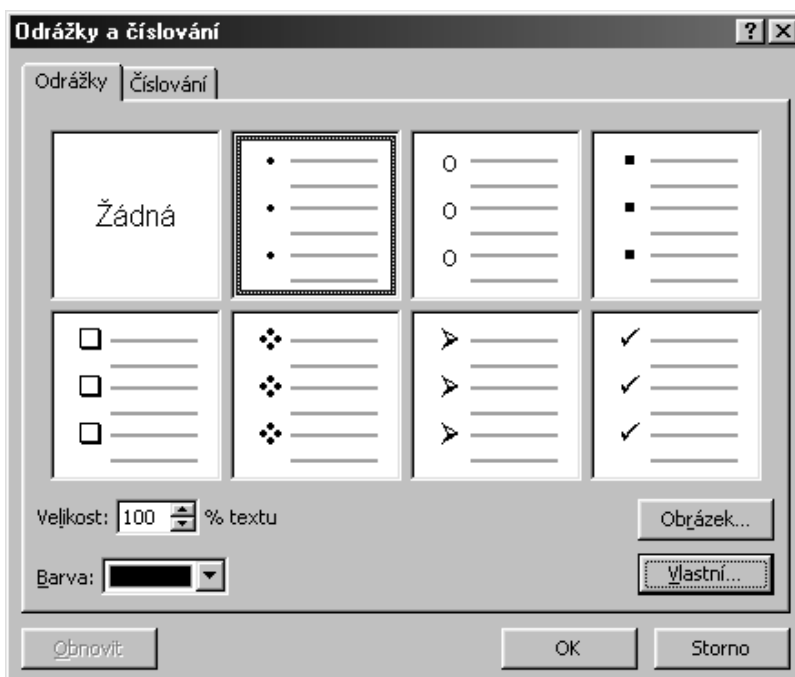 Odrážky a číslování
Odrážky Číslování
Žádná
Velikost: 100 % textu
Obrázek...
Barva:
Vlastní...
Obnovit OK Storno